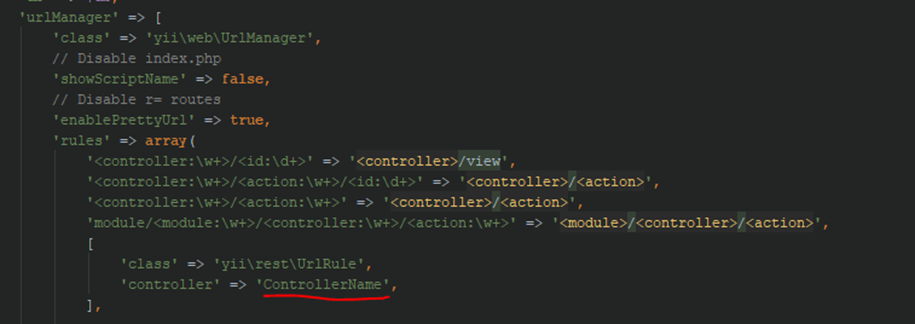 'urlManager' => [
'class' => 'yii\web\UrlManager',
// Disable index.php
'showScriptName' => false,
// Disable r= routes
'enablePrettyUrl' => true,
'rules' => array(
'<controller:\w+>/<id:\d+>' => '<controller>/view',
'<controller:\w+>/<action:\w+>/<id:\d+>' => '<controller>/<action>',
'<controller:\w+>/<action:\w+>' => '<controller>/<action>',
'module/<module:\w+>/<controller:\w+>/<action:\w+>' => '<module>/<controller>/<action>',
[
'class' => 'yii\rest\UrlRule',
'controller' => 'ControllerName',
],